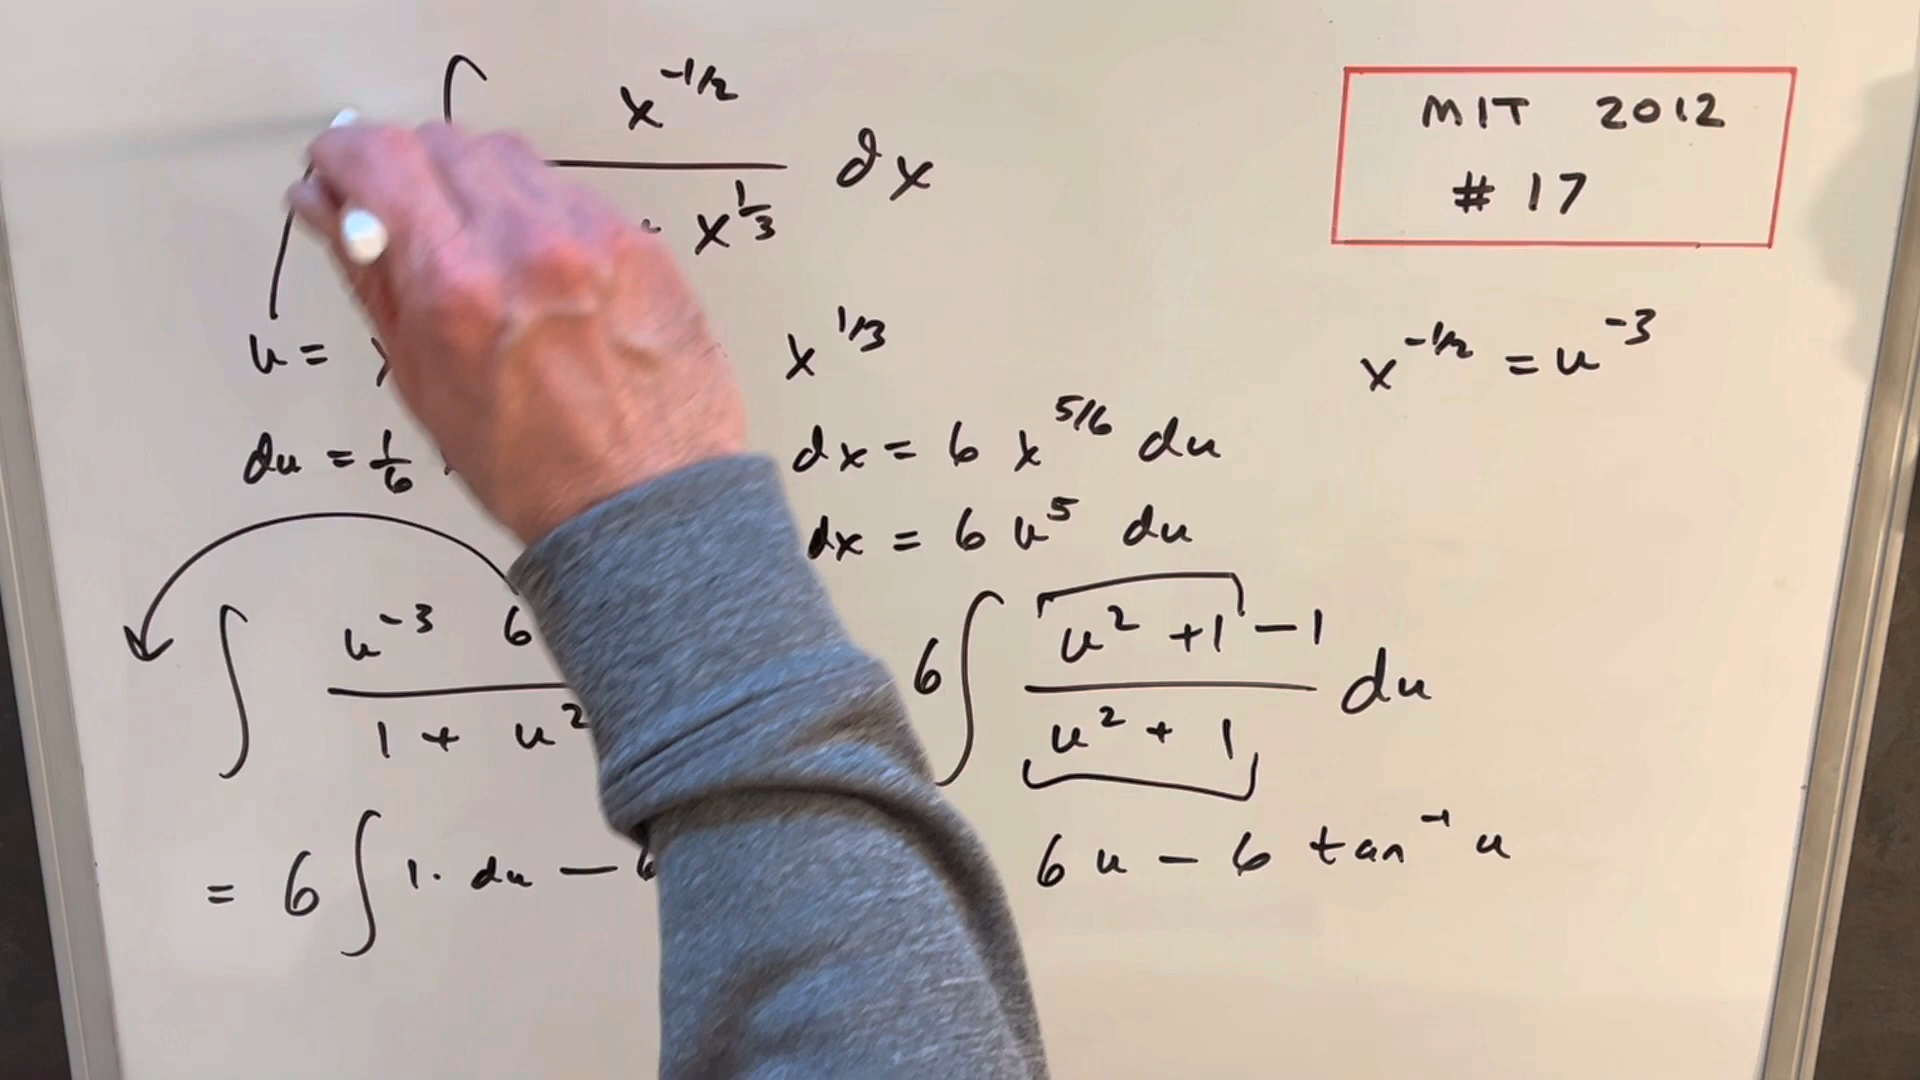 ∫ x^{-1/2} / x^{1/3} dx
MIT 2012
# 17
u =
x^{1/3}
x^{-1/2} = u^{-3}
du = 1/6
dx = 6 x^{5/6} du
dx = 6 u^5 du
∫ u^{-3} 6 / 1 + u^2
6 ∫ u^2 + 1 - 1 / u^2 + 1 du
= 6 ∫ 1 · du —
6 u - 6 tan^{-1} u